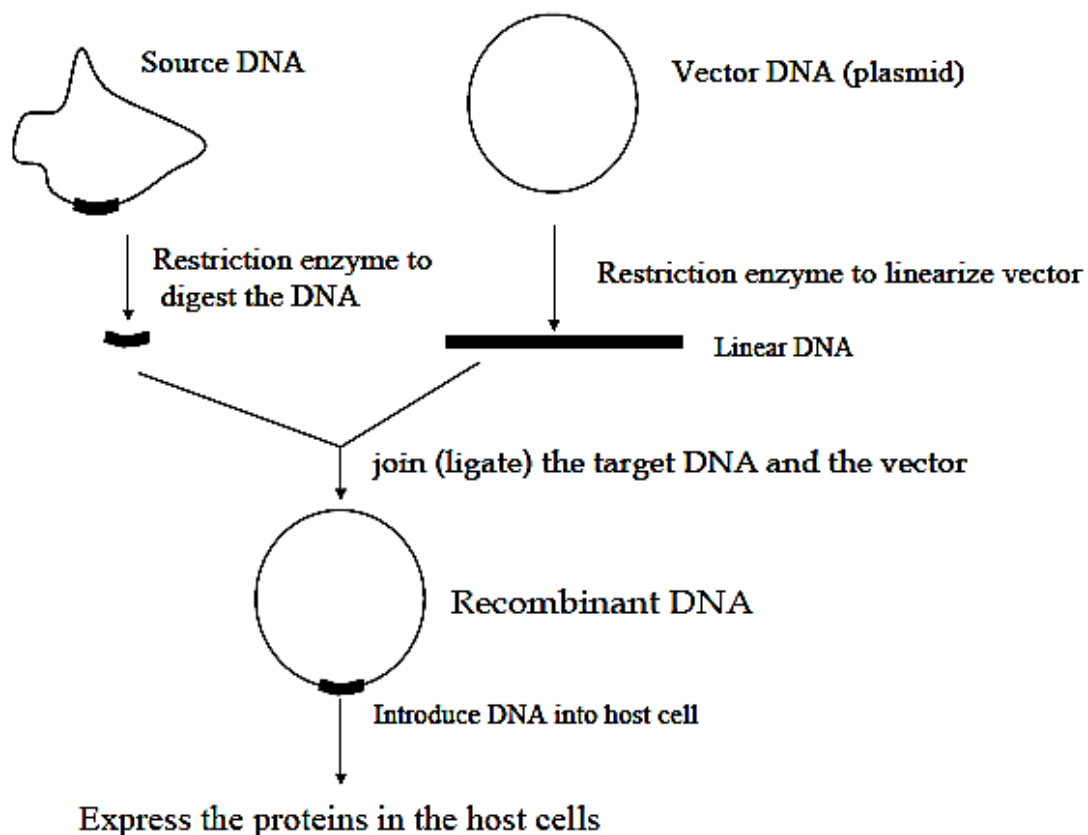 Source DNA
Vector DNA (plasmid)
Restriction enzyme to
digest the DNA
Restriction enzyme to linearize vector
Linear DNA
join (ligate) the target DNA and the vector
Recombinant DNA
Introduce DNA into host cell
Express the proteins in the host cells